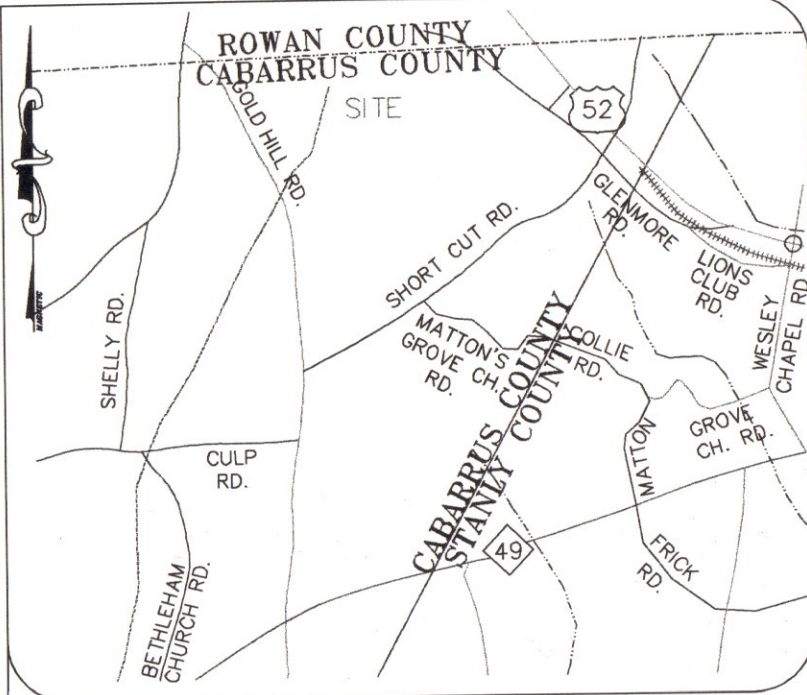 ROWAN COUNTY
CABARRUS COUNTY
SITE
GOLD HILL RD.
52
SHORT CUT RD.
GLENMORE
RD.
LIONS
CLUB
RD.
WESLEY
CHAPEL RD
SHELLY RD.
MATTON'S
GROVE CH.
RD.
COLLIE
RD.
CABARRUS COUNTY
STANLY COUNTY
MATTON
GROVE
CH. RD.
CULP
RD.
49
FRICK
RD.
BETHLEHAM
CHURCH RD.